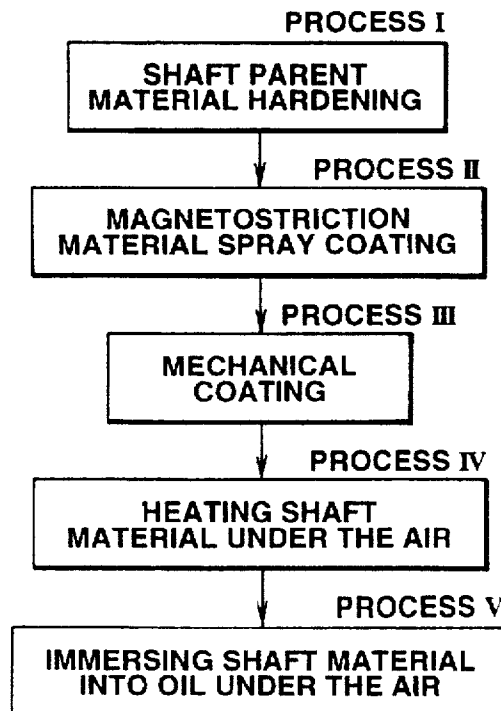 PROCESS I
SHAFT PARENT
MATERIAL HARDENING
PROCESS II
MAGNETOSTRICTION
MATERIAL SPRAY COATING
PROCESS III
MECHANICAL
COATING
PROCESS IV
HEATING SHAFT
MATERIAL UNDER THE AIR
PROCESS V
IMMERSING SHAFT MATERIAL
INTO OIL UNDER THE AIR